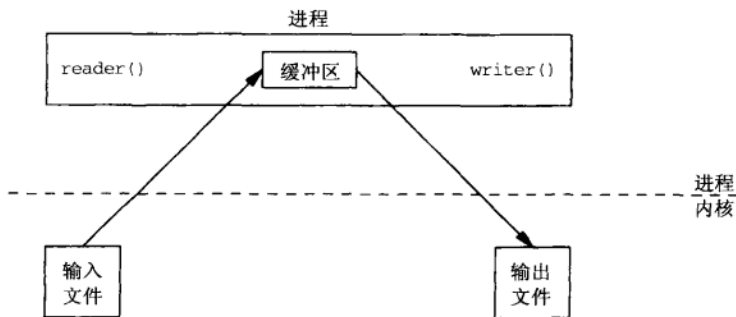 进程
reader()
缓冲区
writer()
进程
内核
输入
文件
输出
文件